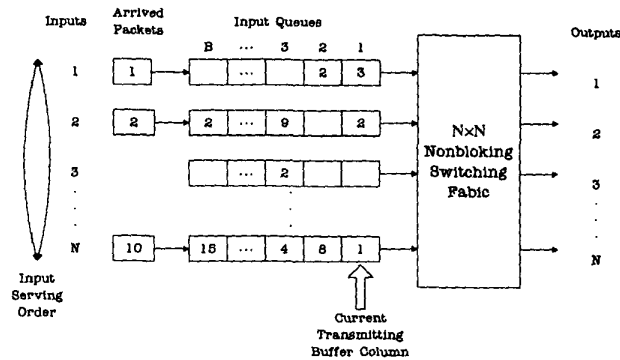 Inputs Arrived Packets Input Queues Outputs
B ... 3 2 1
1 1 ... 2 3 1
2 2 2 ... 9 2 2
3 ... 2 3
N×N
Nonbloking
Switching
Fabic
N 10 15 ... 4 8 1 N
Input
Serving
Order
Current
Transmitting
Buffer Column